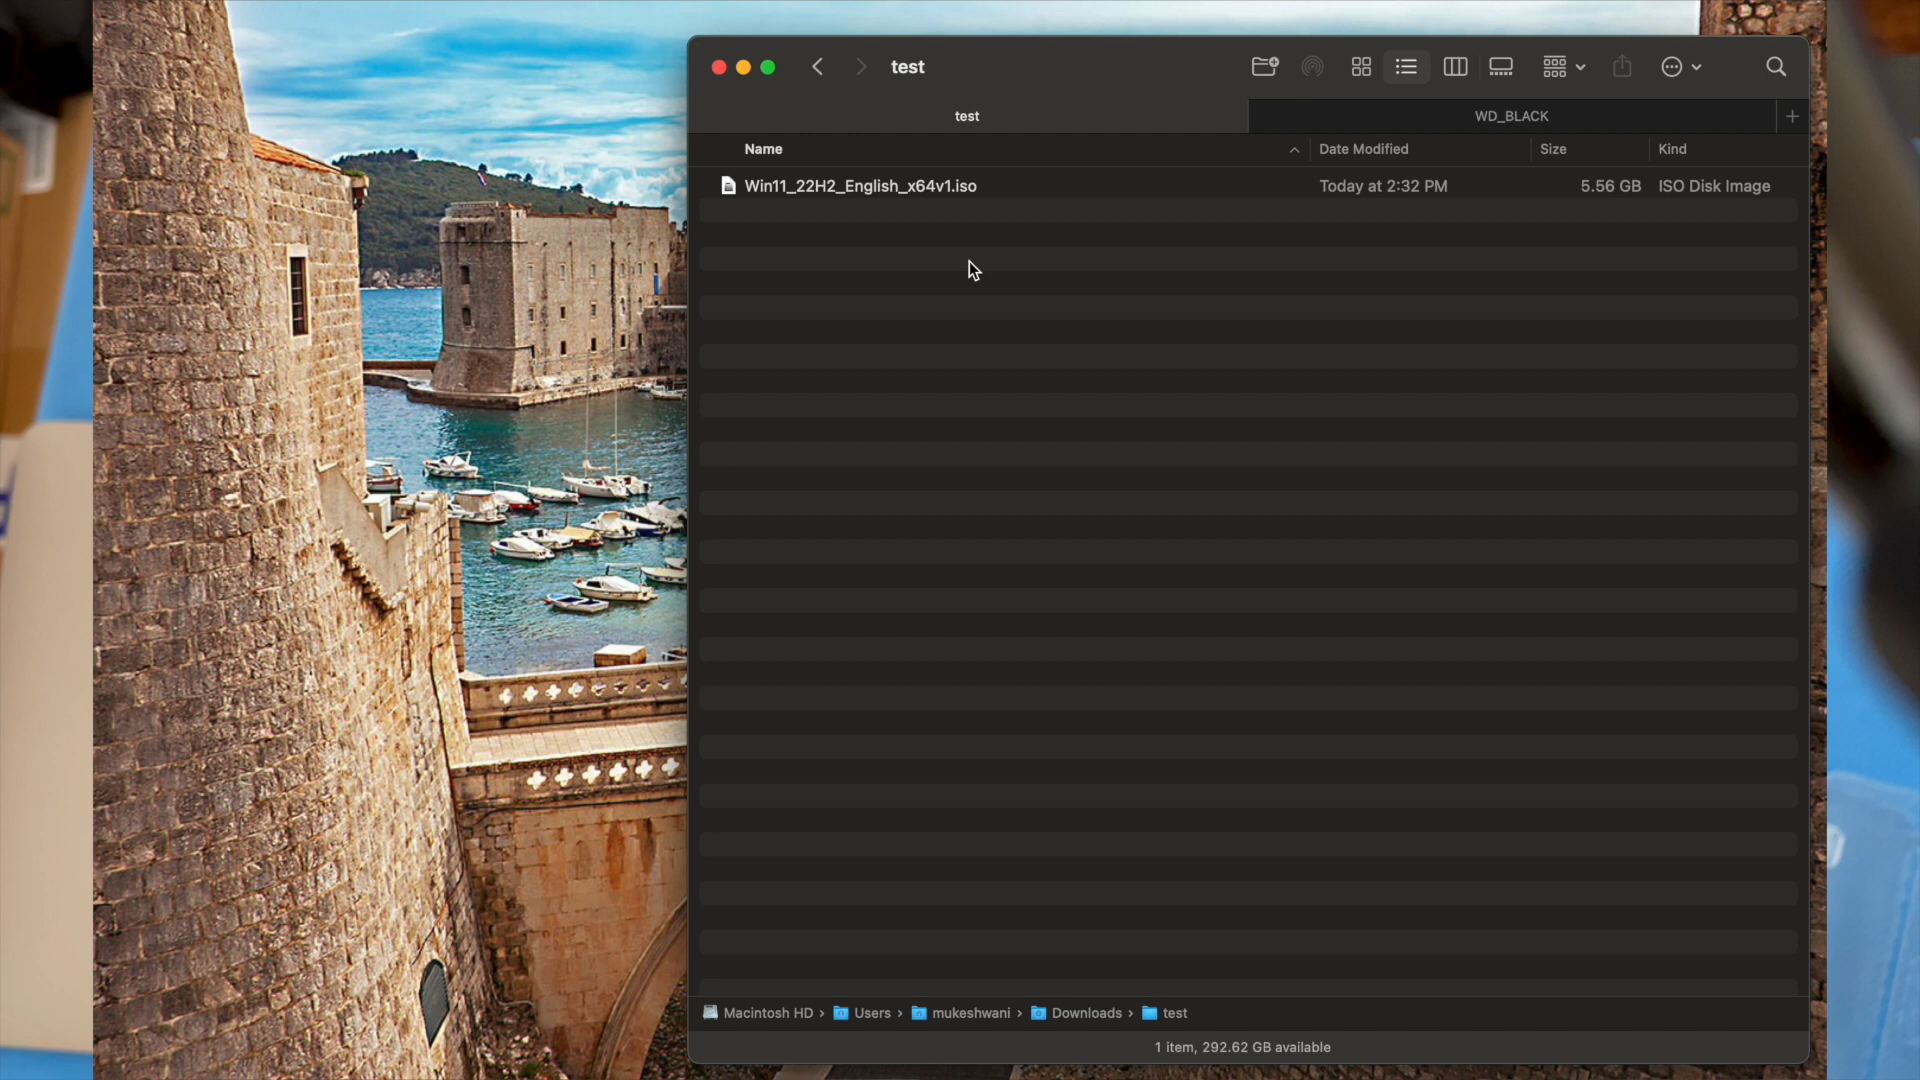 test
test
WD_BLACK
Name
Date Modified
Size
Kind
Win11_22H2_English_x64v1.iso
Today at 2:32 PM
5.56 GB
ISO Disk Image
Macintosh HD › Users › mukeshwani › Downloads › test
1 item, 292.62 GB available